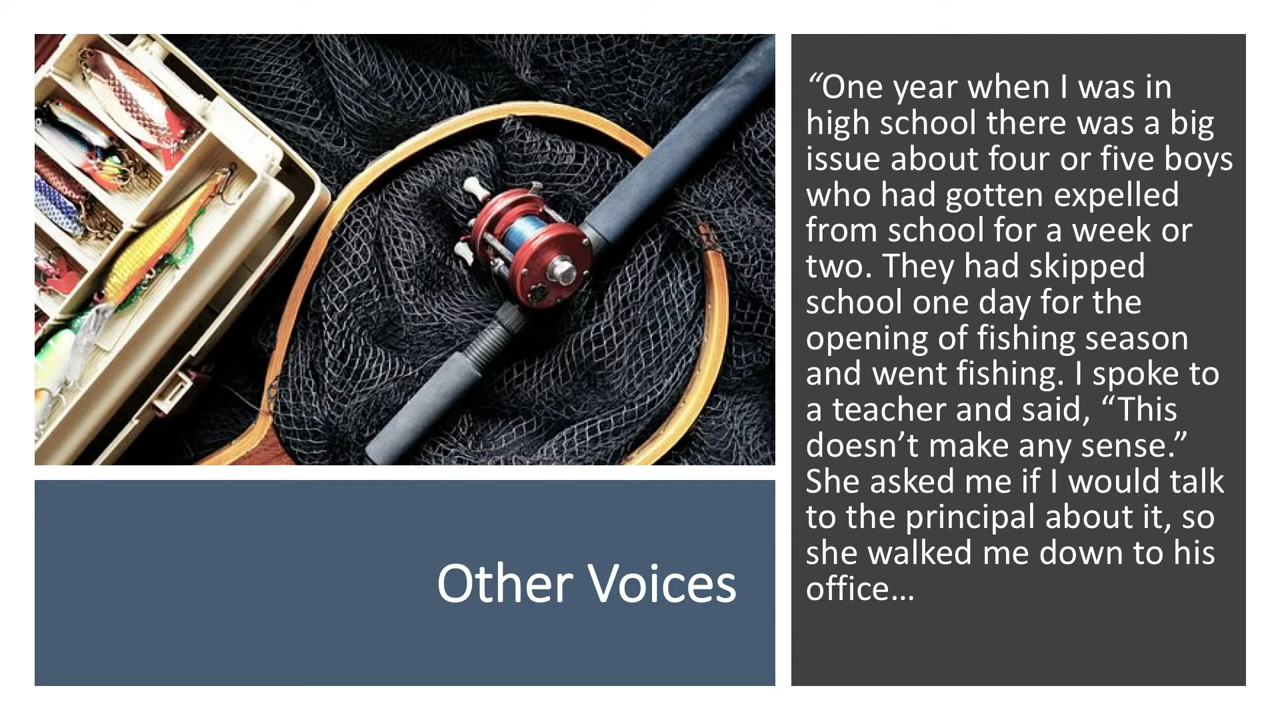 “One year when I was in
high school there was a big
issue about four or five boys
who had gotten expelled
from school for a week or
two. They had skipped
school one day for the
opening of fishing season
and went fishing. I spoke to
a teacher and said, “This
doesn’t make any sense.”
She asked me if I would talk
to the principal about it, so
she walked me down to his
office…
Other Voices